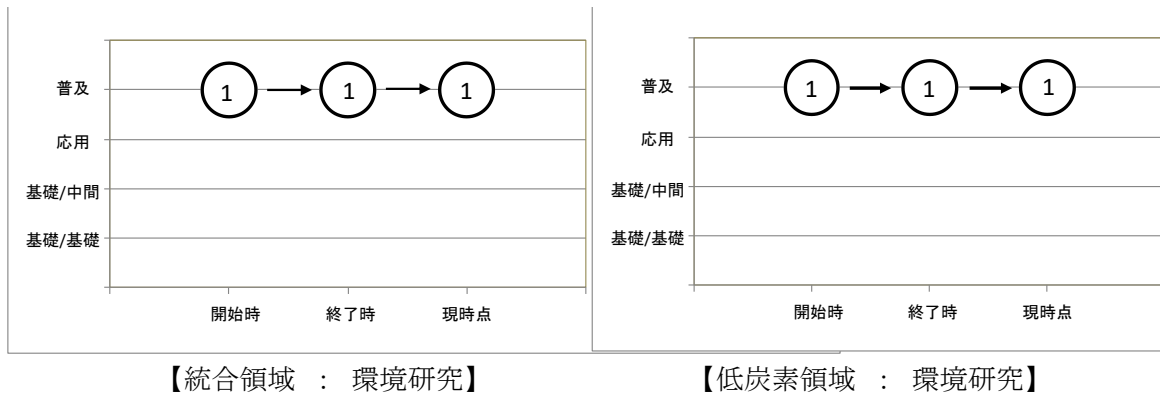 普及
1 1 1
応用
基礎/中間
基礎/基礎
開始時 終了時 現時点
【統合領域 : 環境研究】
普及
1 1 1
応用
基礎/中間
基礎/基礎
開始時 終了時 現時点
【低炭素領域 : 環境研究】